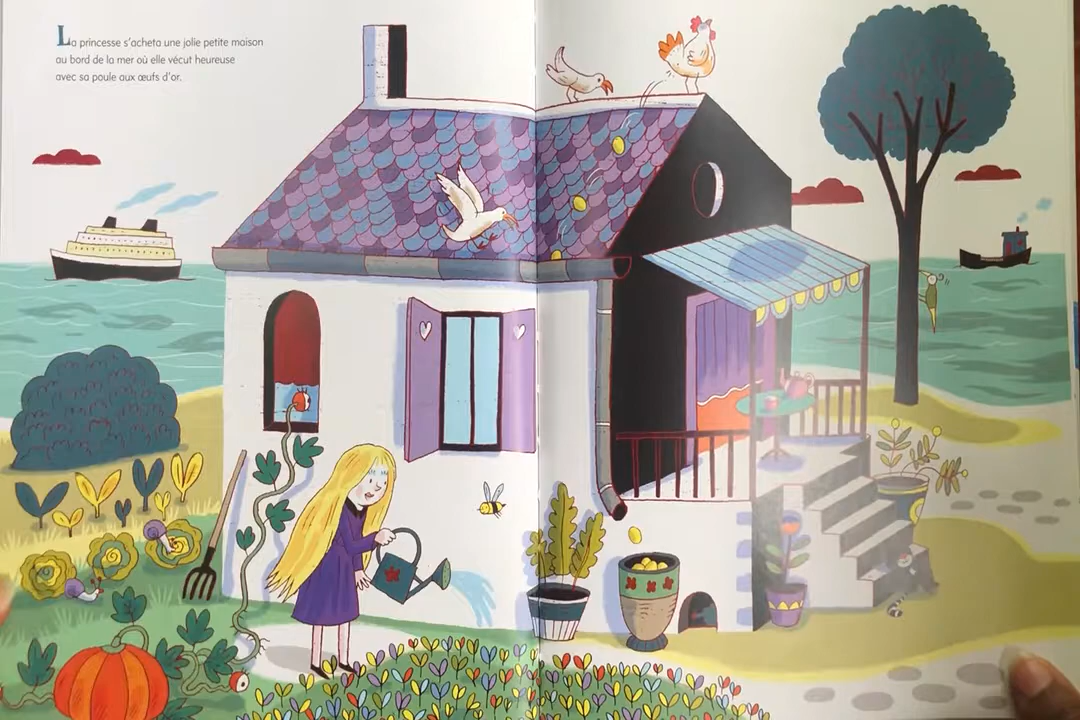 La princesse s'acheta une jolie petite maison
au bord de la mer où elle vécut heureuse
avec sa poule aux œufs d'or.